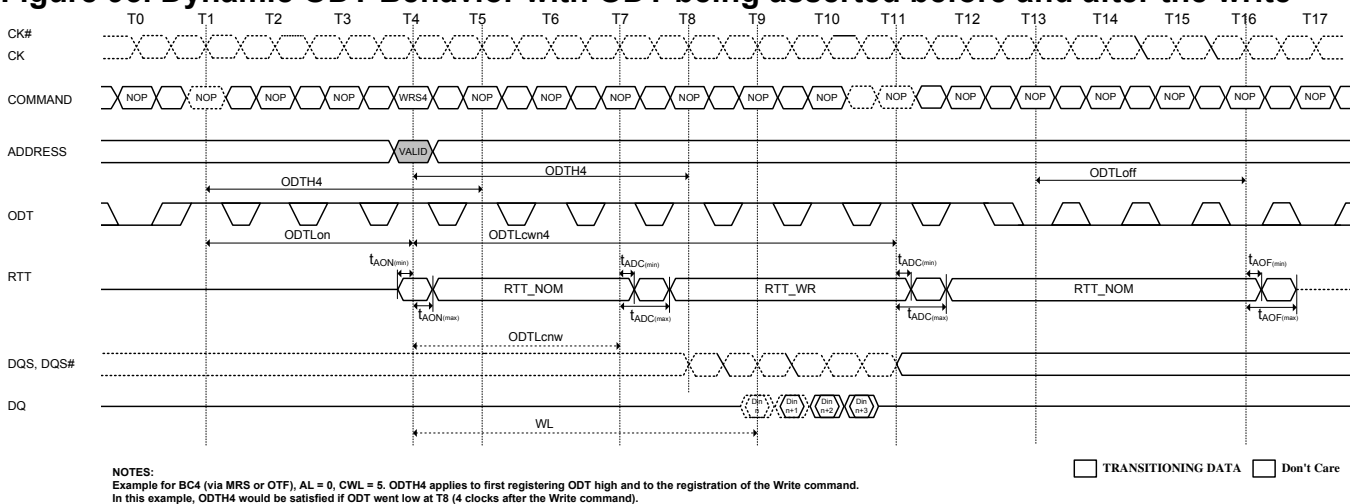 Dynamic ODT Behavior with ODT being asserted before and after the write
T0 T1 T2 T3 T4 T5 T6 T7 T8 T9 T10 T11 T12 T13 T14 T15 T16 T17
CK#
CK
COMMAND NOP NOP NOP NOP WRS4 NOP NOP NOP NOP NOP NOP NOP NOP NOP NOP NOP NOP NOP
ADDRESS VALID
ODTH4 ODTH4 ODTLoff
ODT
ODTLon ODTLcwn4
tAON(min) tADC(min) tADC(min) tAOF(min)
RTT RTT_NOM RTT_WR RTT_NOM
tAON(max) tADC(max) tADC(max) tAOF(max)
ODTLcnw
DQS, DQS#
DQ Din n Din n+1 Din n+2 Din n+3
WL
TRANSITIONING DATA Don't Care
NOTES:
Example for BC4 (via MRS or OTF), AL = 0, CWL = 5. ODTH4 applies to first registering ODT high and to the registration of the Write command.
In this example, ODTH4 would be satisfied if ODT went low at T8 (4 clocks after the Write command).